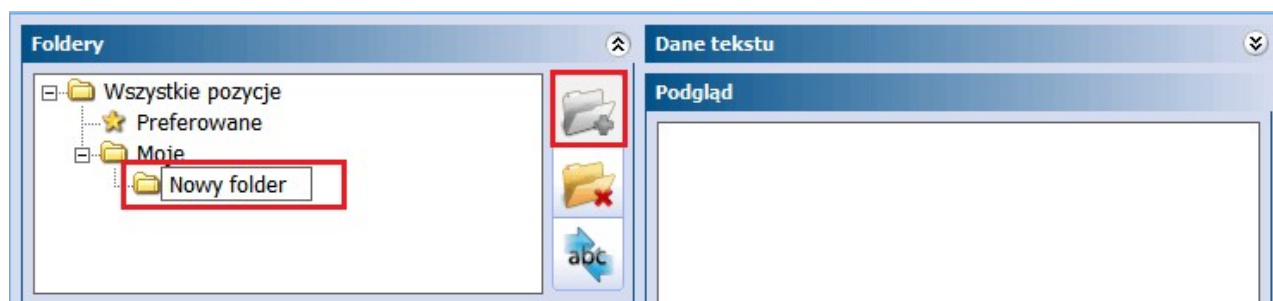 Foldery
Wszystkie pozycje
Preferowane
Moje
Nowy folder
abc
Dane tekstu
Podgląd